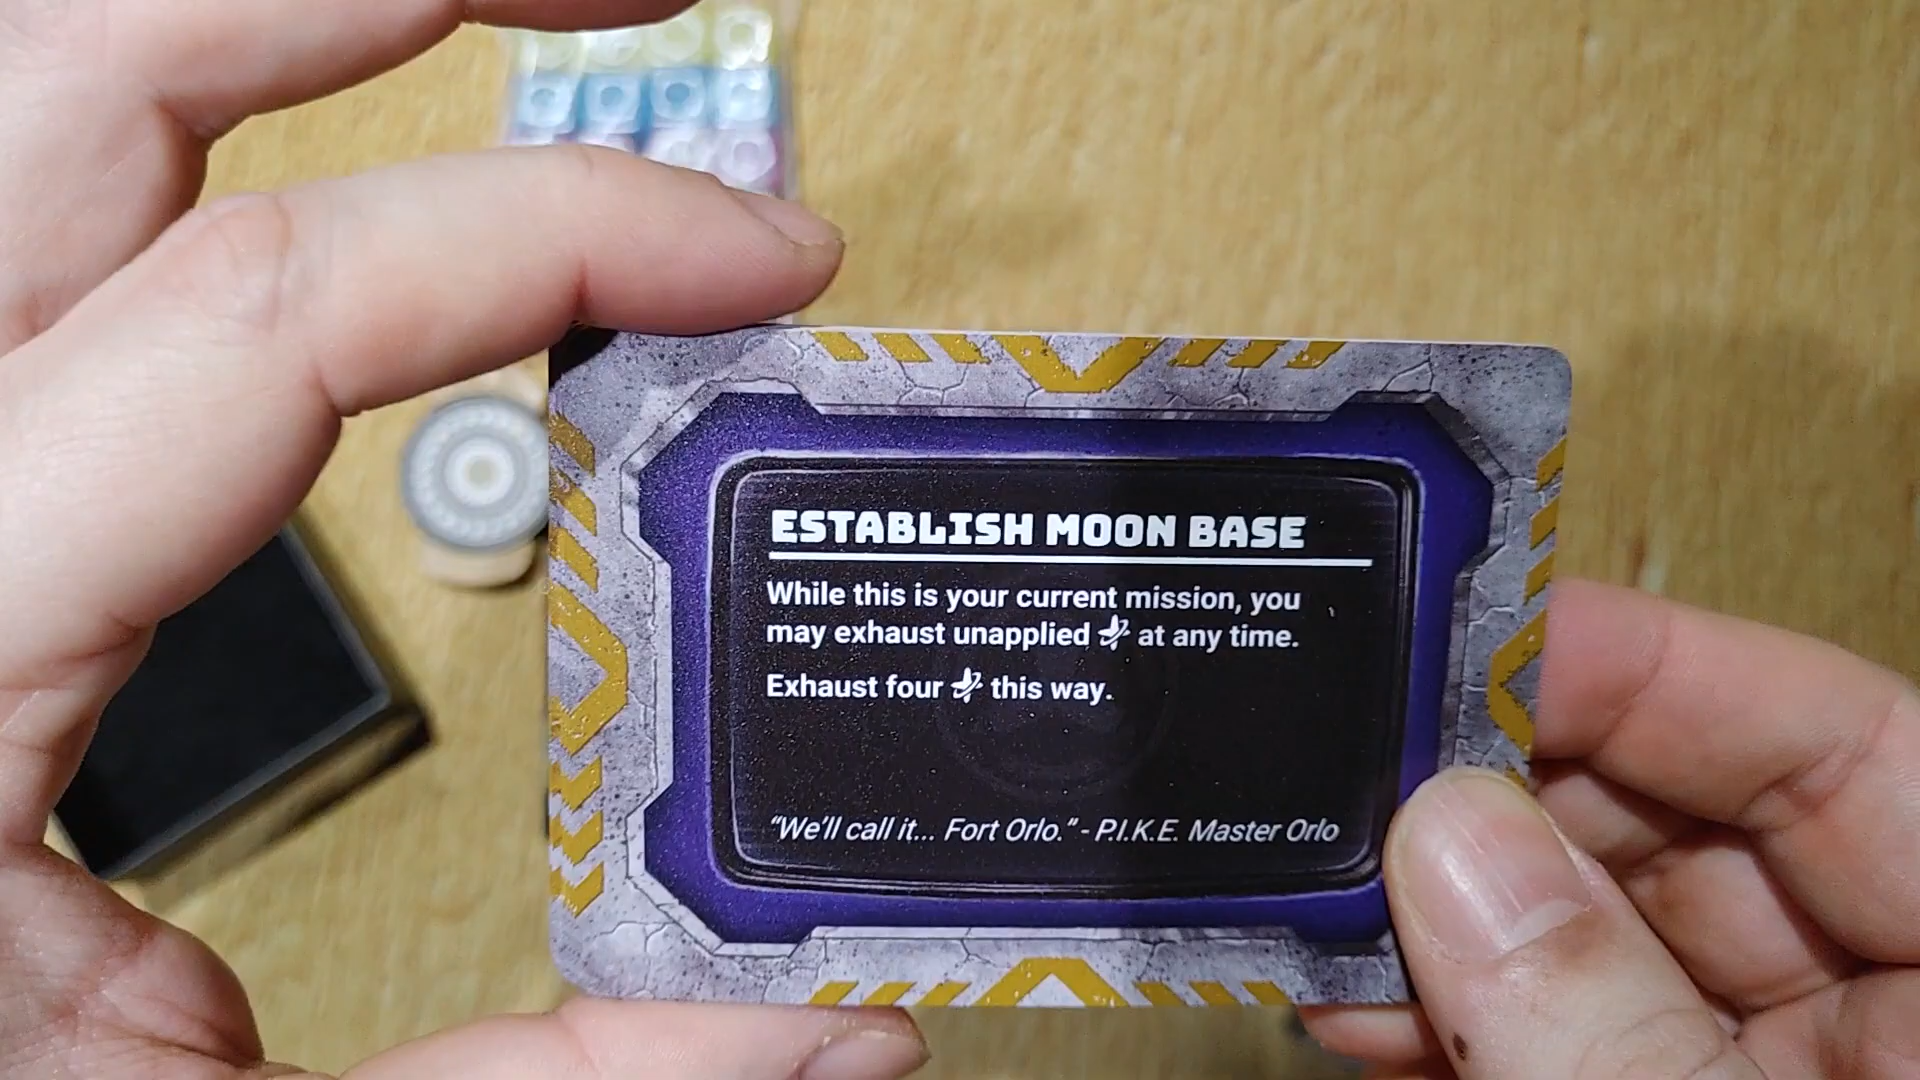 ESTABLISH MOON BASE
While this is your current mission, you
may exhaust unapplied at any time.
Exhaust four this way.
"We'll call it... Fort Orlo." - P.I.K.E. Master Orlo